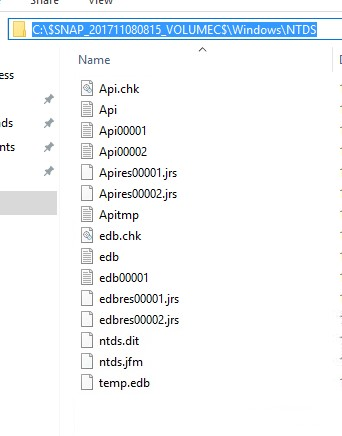 Share
View
C:\$SNAP_201711080815_VOLUMEC$\Windows\NTDS
Name
ess
Api.chk
Api
ads
Api00001
nts
Api00002
Apires00001.jrs
Apires00002.jrs
Apitmp
edb.chk
edb
edb00001
edbres00001.jrs
edbres00002.jrs
ntds.dit
ntds.jfm
temp.edb